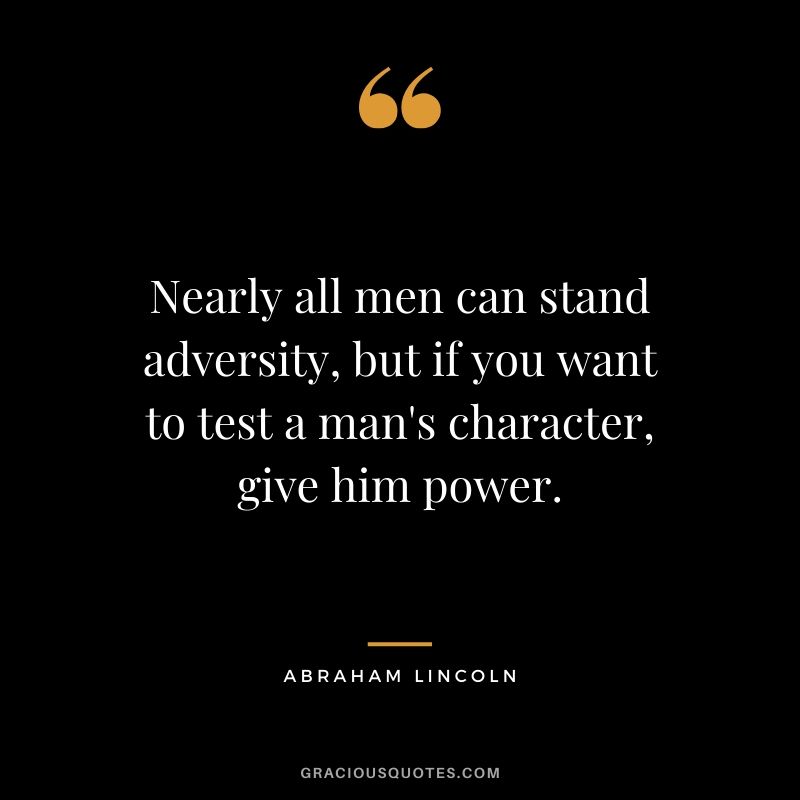 “
Nearly all men can stand
adversity, but if you want
to test a man's character,
give him power.
ABRAHAM LINCOLN
GRACIOUSQUOTES.COM